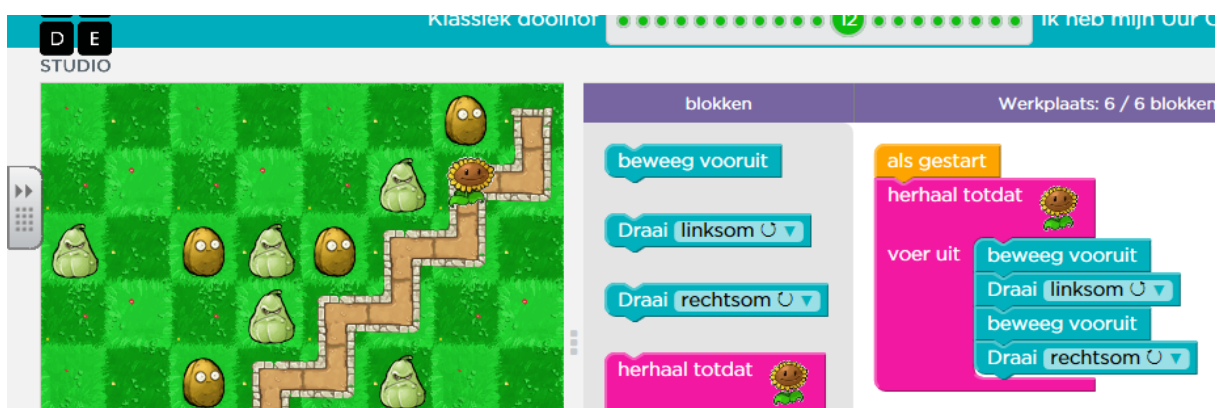 Klassiek doolhof
12
Ik heb mijn Uur
D E
STUDIO
blokken
Werkplaats: 6 / 6 blokken
beweeg vooruit
Draai linksom
Draai rechtsom
herhaal totdat
als gestart
herhaal totdat
voer uit
beweeg vooruit
Draai linksom
beweeg vooruit
Draai rechtsom